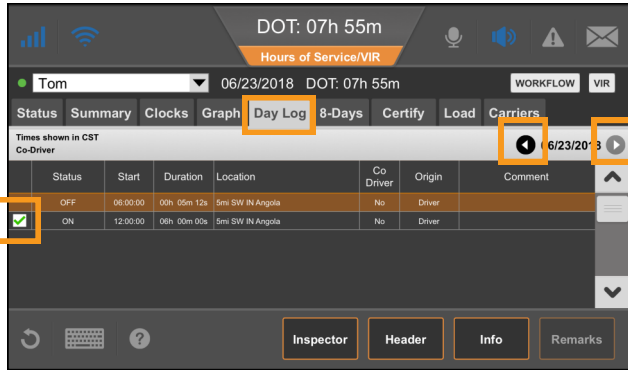 DOT: 07h 55m
Hours of Service/VIR
Tom 06/23/2018 DOT: 07h 55m WORKFLOW VIR
Status Summary Clocks Graph Day Log 8-Days Certify Load Carriers
Times shown in CST
Co-Driver
06/23/2018
Status Start Duration Location Co Driver Origin Comment
OFF 06:00:00 00h 05m 12s 5mi SW IN Angola No Driver
ON 12:00:00 06h 00m 00s 5mi SW IN Angola No Driver
Inspector Header Info Remarks